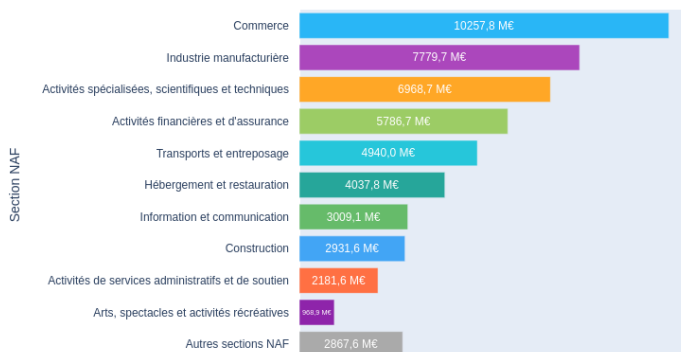 Section NAF
Commerce 10257,8 M€
Industrie manufacturière 7779,7 M€
Activités spécialisées, scientifiques et techniques 6968,7 M€
Activités financières et d'assurance 5786,7 M€
Transports et entreposage 4940,0 M€
Hébergement et restauration 4037,8 M€
Information et communication 3009,1 M€
Construction 2931,6 M€
Activités de services administratifs et de soutien 2181,6 M€
Arts, spectacles et activités récréatives 968,9 M€
Autres sections NAF 2867,6 M€